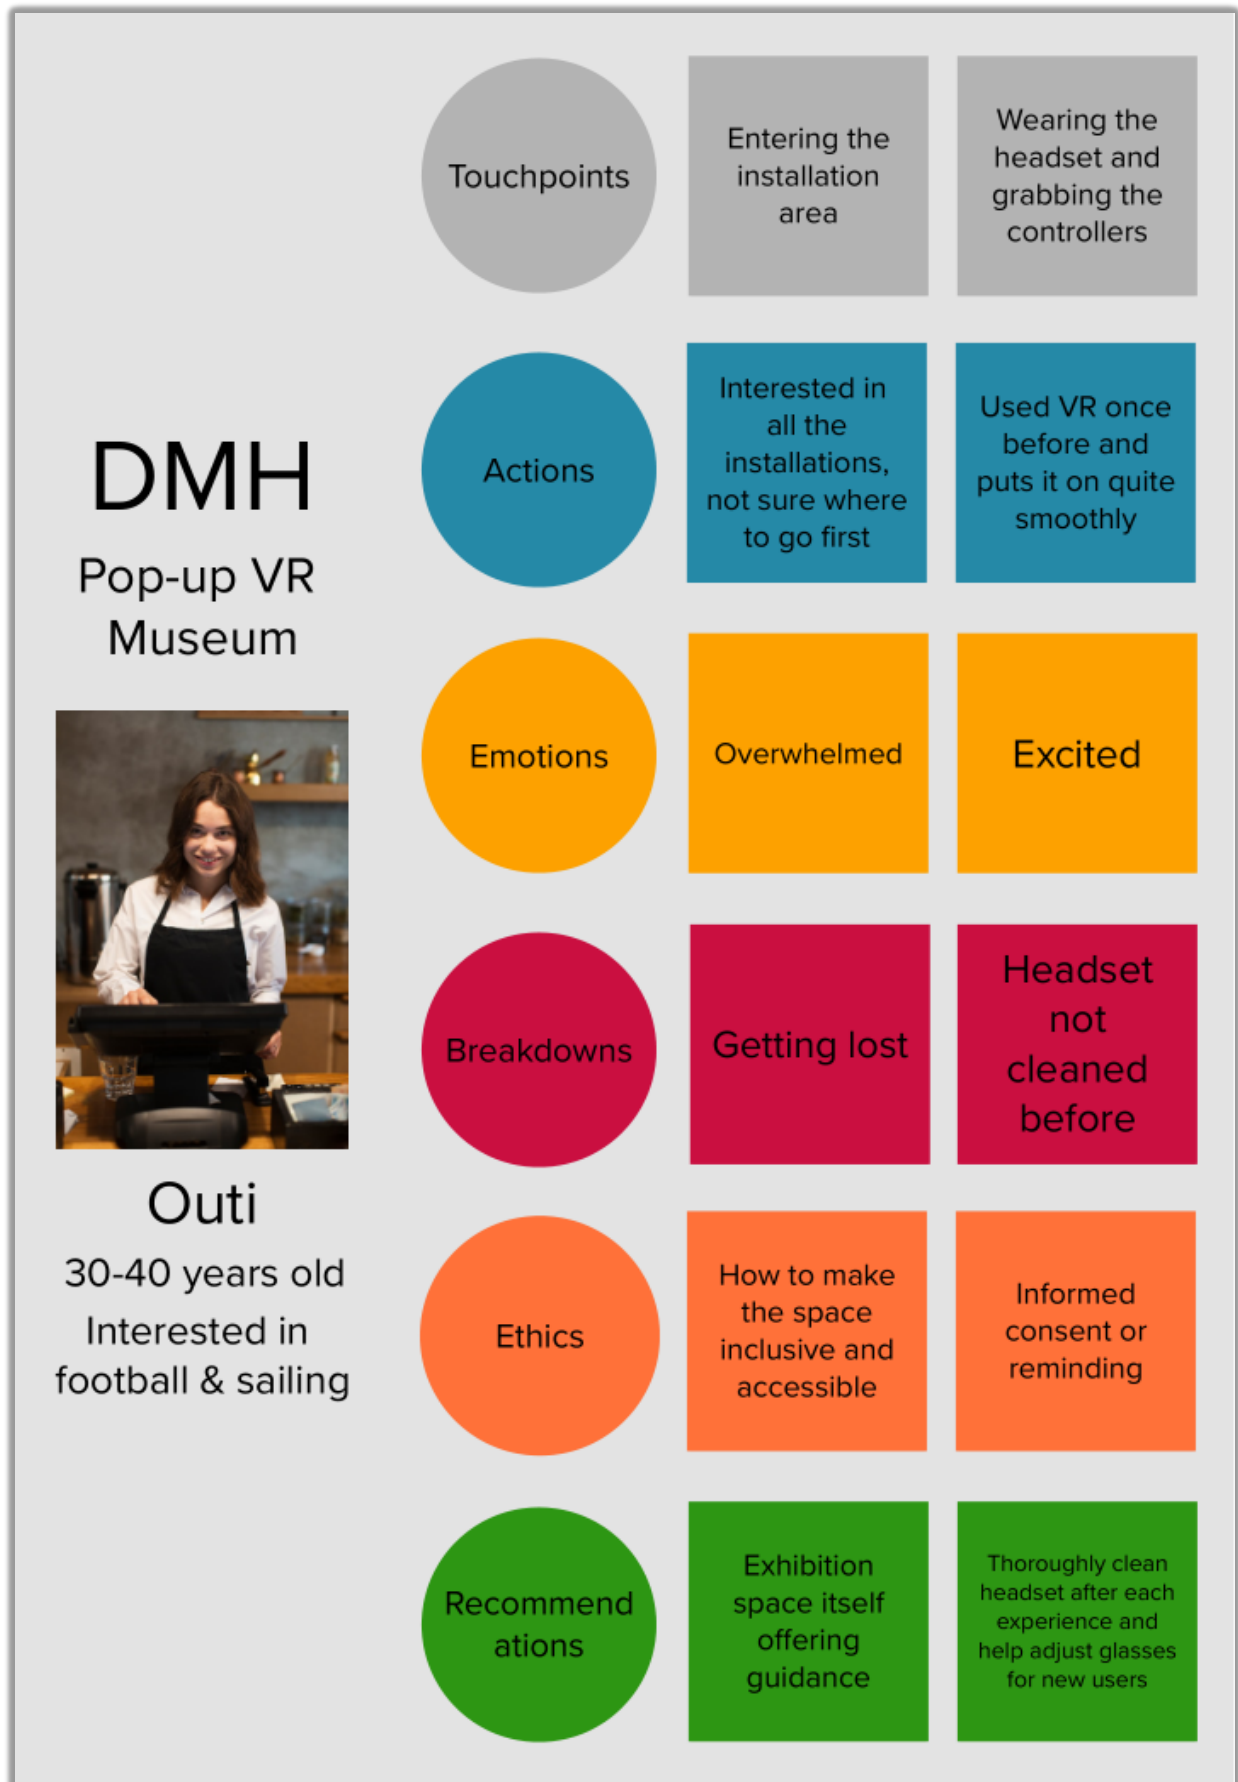 DMH
Pop-up VR
Museum
Outi
30-40 years old
Interested in
football & sailing
Touchpoints
Entering the
installation
area
Wearing the
headset and
grabbing the
controllers
Actions
Interested in
all the
installations,
not sure where
to go first
Used VR once
before and
puts it on quite
smoothly
Emotions
Overwhelmed
Excited
Breakdowns
Getting lost
Headset
not
cleaned
before
Ethics
How to make
the space
inclusive and
accessible
Informed
consent or
reminding
Recommend
ations
Exhibition
space itself
offering
guidance
Thoroughly clean
headset after each
experience and
help adjust glasses
for new users